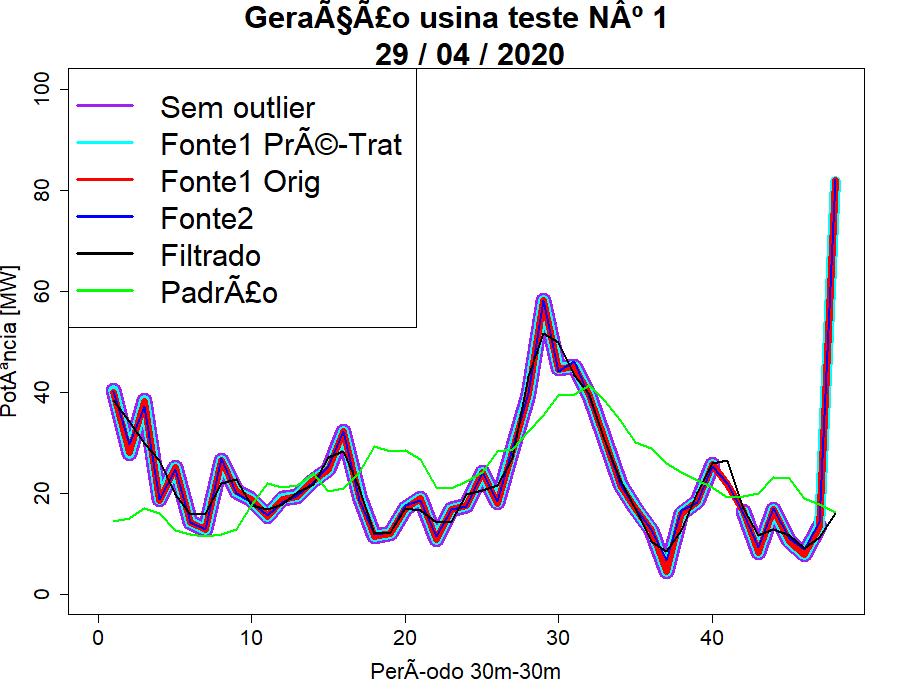 GeraÃ§Ã£o usina teste NÂº 1
29 / 04 / 2020
Sem outlier
Fonte1 PrÃ©-Trat
Fonte1 Orig
Fonte2
Filtrado
PadrÃ£o
PotÃªncia [MW]
100
80
60
40
20
0
0 10 20 30 40
PerÃ-odo 30m-30m